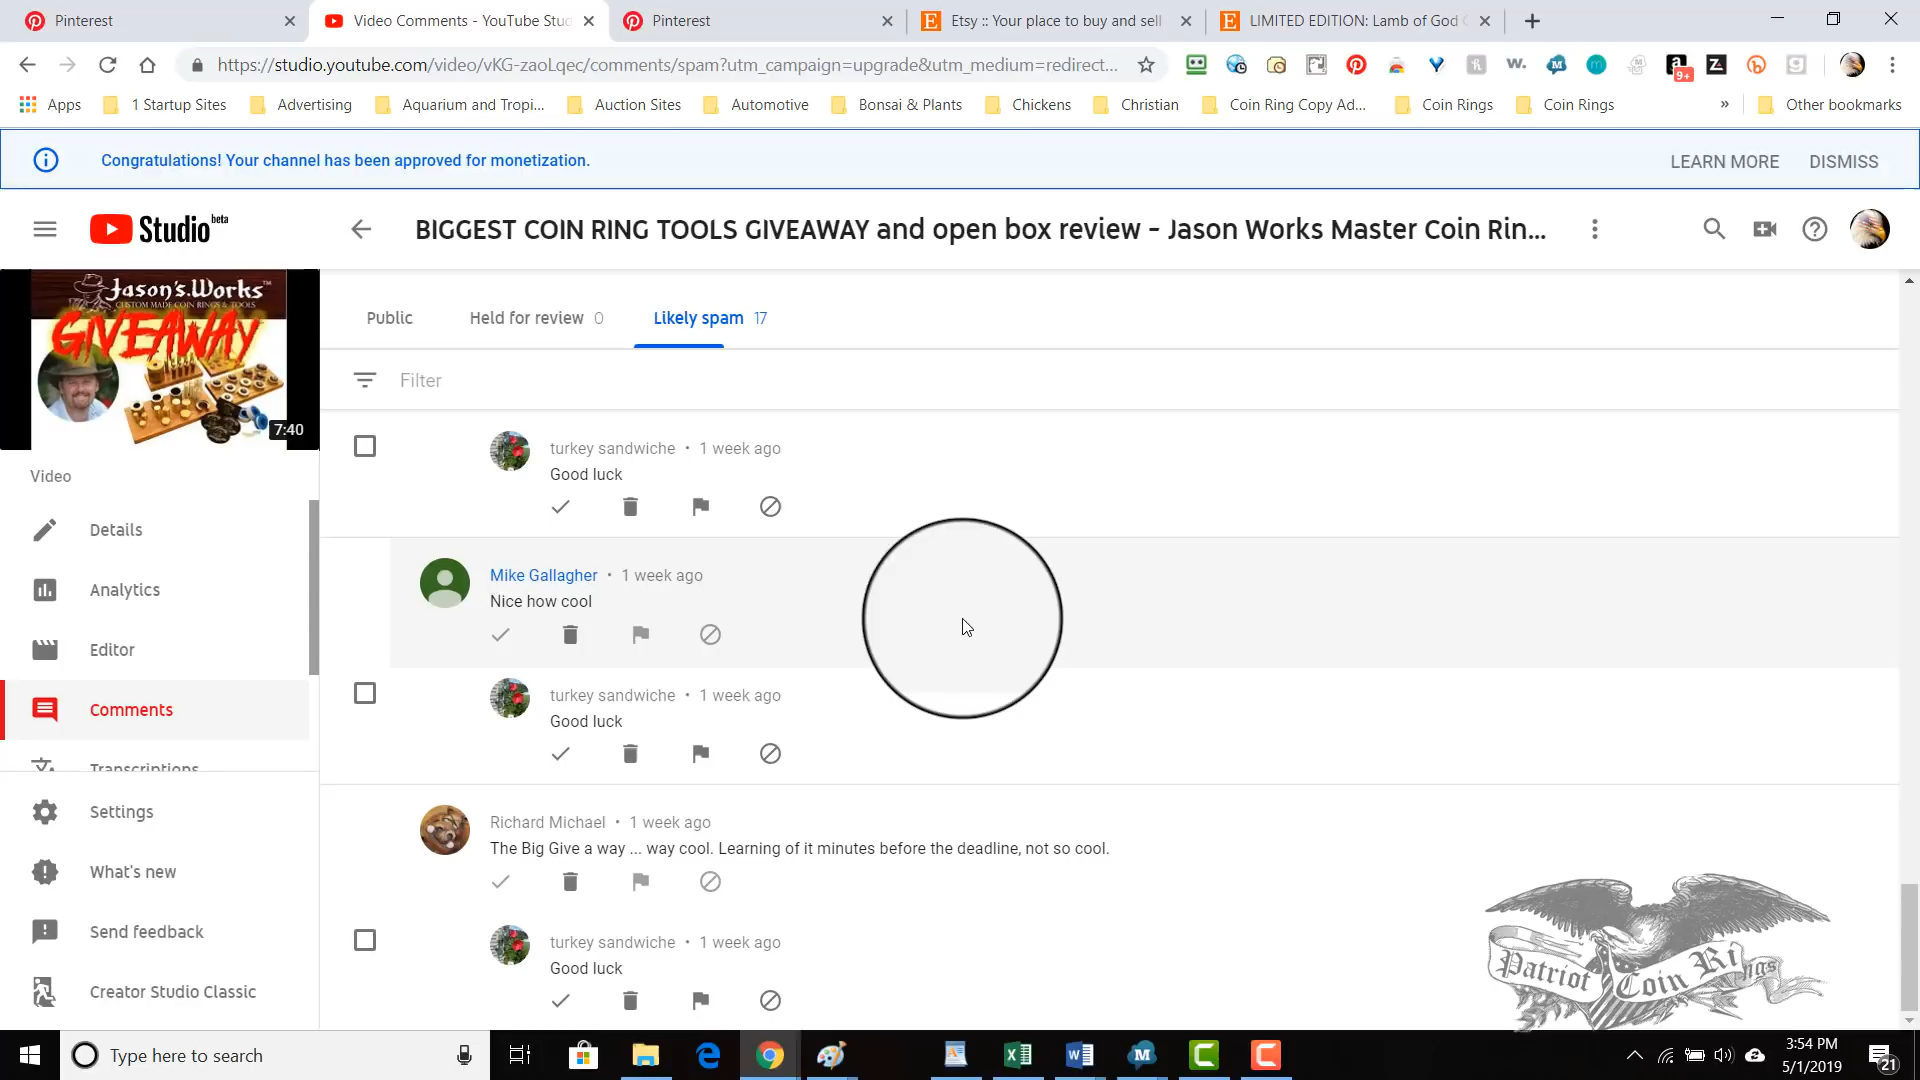 Pinterest
Video Comments - YouTube Stud
Pinterest
Etsy :: Your place to buy and sell
LIMITED EDITION: Lamb of God
https://studio.youtube.com/video/vKG-zaoLqec/comments/spam?utm_campaign=upgrade&utm_medium=redirect...
9+
Apps
1 Startup Sites
Advertising
Aquarium and Tropi...
Auction Sites
Automotive
Bonsai & Plants
Chickens
Christian
Coin Ring Copy Ad...
Coin Rings
Coin Rings
»
Other bookmarks
Congratulations! Your channel has been approved for monetization.
LEARN MORE
DISMISS
Studio beta
BIGGEST COIN RING TOOLS GIVEAWAY and open box review - Jason Works Master Coin Rin...
Jason's.Works™
CUSTOM MADE COIN RINGS & TOOLS
GIVEAWAY
7:40
Video
Details
Analytics
Editor
Comments
Transcriptions
Settings
What's new
Send feedback
Creator Studio Classic
Public
Held for review 0
Likely spam 17
Filter
turkey sandwiche • 1 week ago
Good luck
Mike Gallagher • 1 week ago
Nice how cool
turkey sandwiche • 1 week ago
Good luck
Richard Michael • 1 week ago
The Big Give a way ... way cool. Learning of it minutes before the deadline, not so cool.
turkey sandwiche • 1 week ago
Good luck
Patriot Coin Rings
Type here to search
3:54 PM
5/1/2019
21